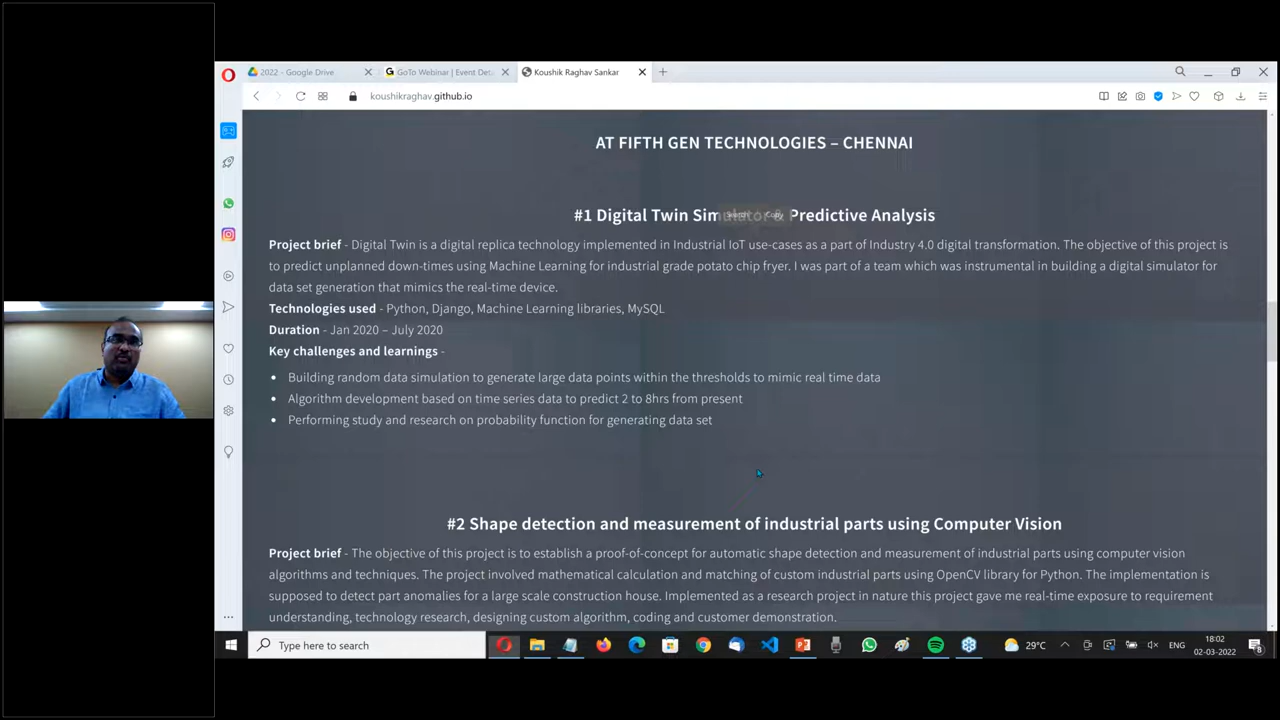 2022 - Google Drive
GoTo Webinar | Event Det
Koushik Raghav Sankar
koushikraghav.github.io
AT FIFTH GEN TECHNOLOGIES – CHENNAI
#1 Digital Twin Simulator & Predictive Analysis
Search Copy
Project brief - Digital Twin is a digital replica technology implemented in Industrial IoT use-cases as a part of Industry 4.0 digital transformation. The objective of this project is
to predict unplanned down-times using Machine Learning for industrial grade potato chip fryer. I was part of a team which was instrumental in building a digital simulator for
data set generation that mimics the real-time device.
Technologies used - Python, Django, Machine Learning libraries, MySQL
Duration - Jan 2020 – July 2020
Key challenges and learnings -
• Building random data simulation to generate large data points within the thresholds to mimic real time data
• Algorithm development based on time series data to predict 2 to 8hrs from present
• Performing study and research on probability function for generating data set
#2 Shape detection and measurement of industrial parts using Computer Vision
Project brief - The objective of this project is to establish a proof-of-concept for automatic shape detection and measurement of industrial parts using computer vision
algorithms and techniques. The project involved mathematical calculation and matching of custom industrial parts using OpenCV library for Python. The implementation is
supposed to detect part anomalies for a large scale construction house. Implemented as a research project in nature this project gave me real-time exposure to requirement
understanding, technology research, designing custom algorithm, coding and customer demonstration.
Type here to search
29°C
ENG
18:02
02-03-2022